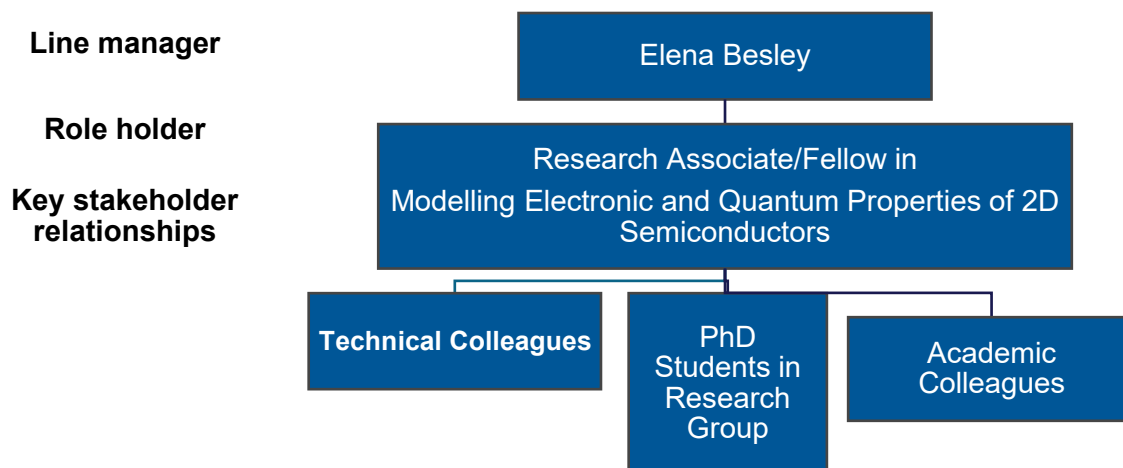 Line manager
Elena Besley
Role holder
Research Associate/Fellow in
Modelling Electronic and Quantum Properties of 2D
Semiconductors
Key stakeholder
relationships
Technical Colleagues
PhD
Students in
Research
Group
Academic
Colleagues